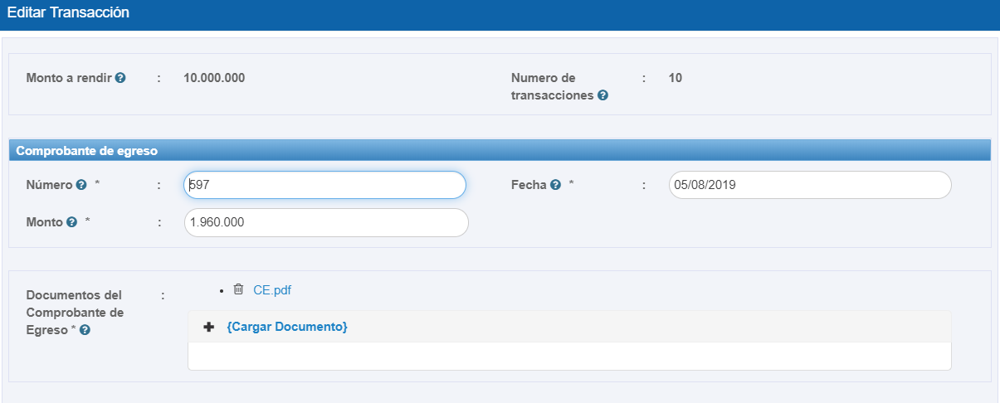 Editar Transacción
Monto a rendir : 10.000.000 Numero de transacciones : 10
Comprobante de egreso
Número * : 597 Fecha * : 05/08/2019
Monto * : 1.960.000
Documentos del : CE.pdf
Comprobante de
Egreso *
{Cargar Documento}